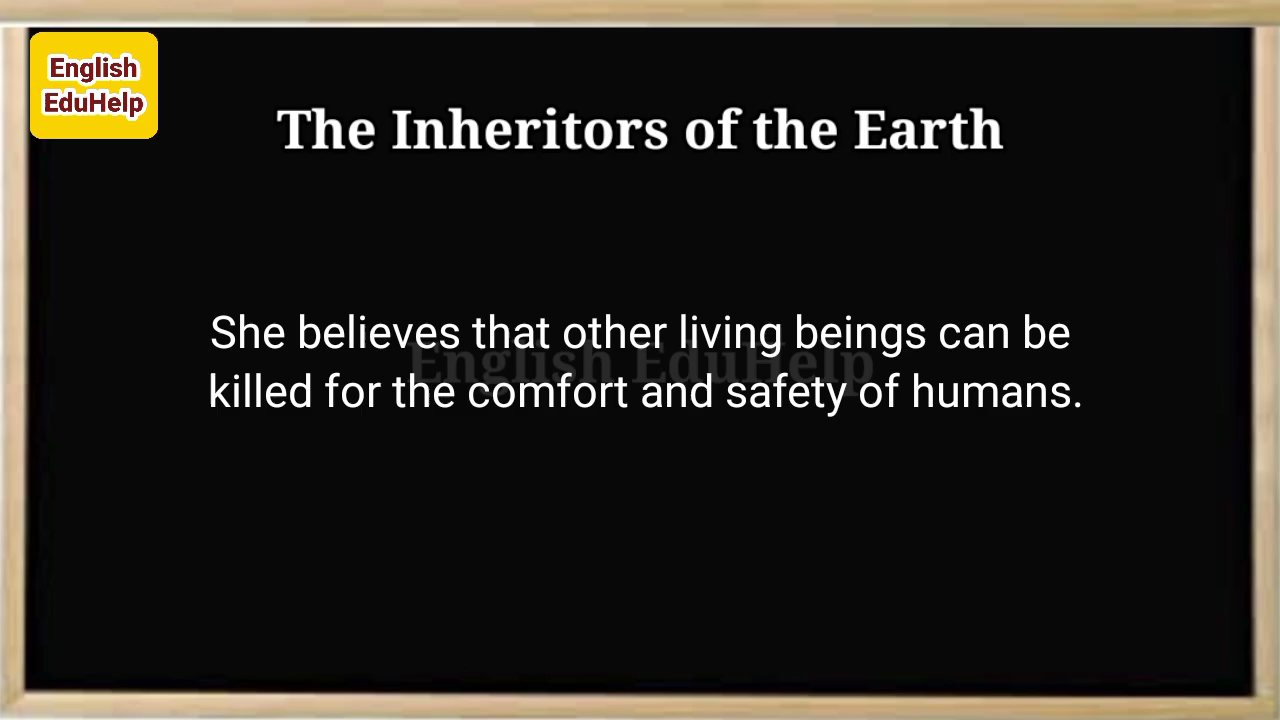 English
EduHelp
The Inheritors of the Earth
She believes that other living beings can be
English EduHelp
killed for the comfort and safety of humans.